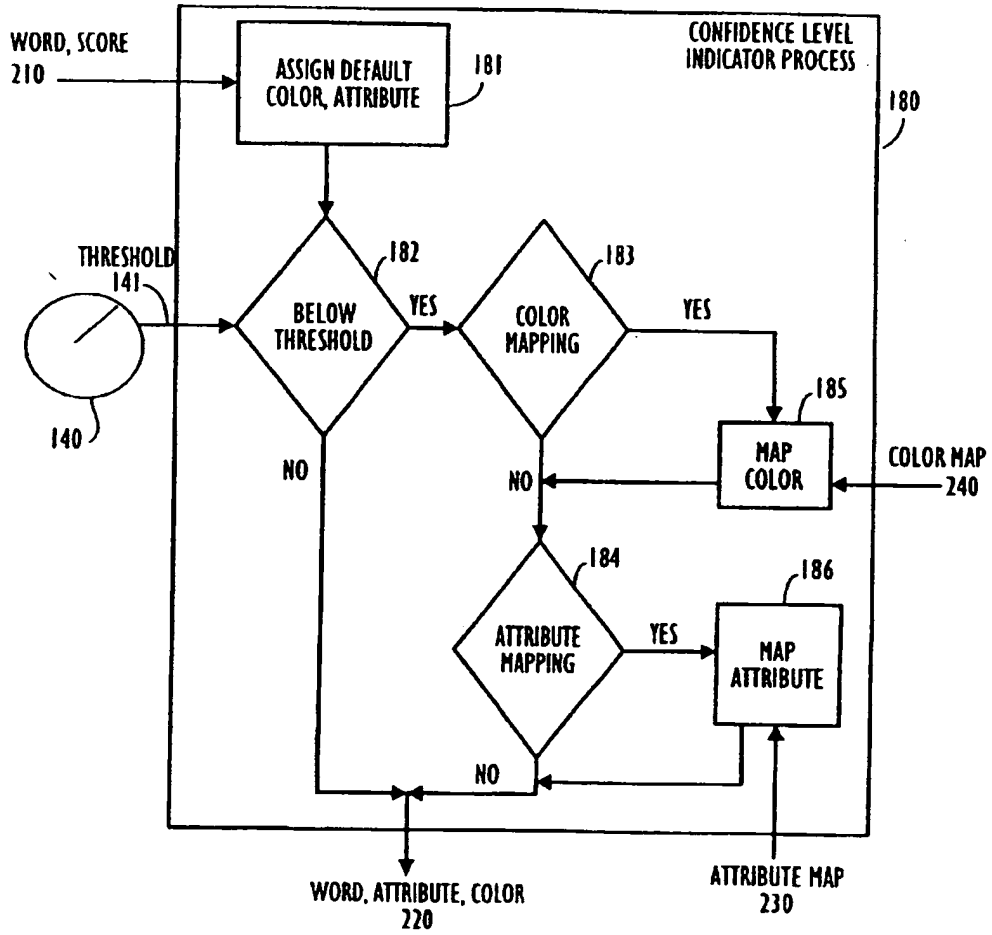 CONFIDENCE LEVEL
INDICATOR PROCESS
WORD, SCORE
210
ASSIGN DEFAULT
COLOR, ATTRIBUTE
181
180
THRESHOLD
141
140
BELOW
THRESHOLD
182
YES
NO
COLOR
MAPPING
183
YES
NO
MAP
COLOR
185
COLOR MAP
240
ATTRIBUTE
MAPPING
184
YES
NO
MAP
ATTRIBUTE
186
ATTRIBUTE MAP
230
WORD, ATTRIBUTE, COLOR
220